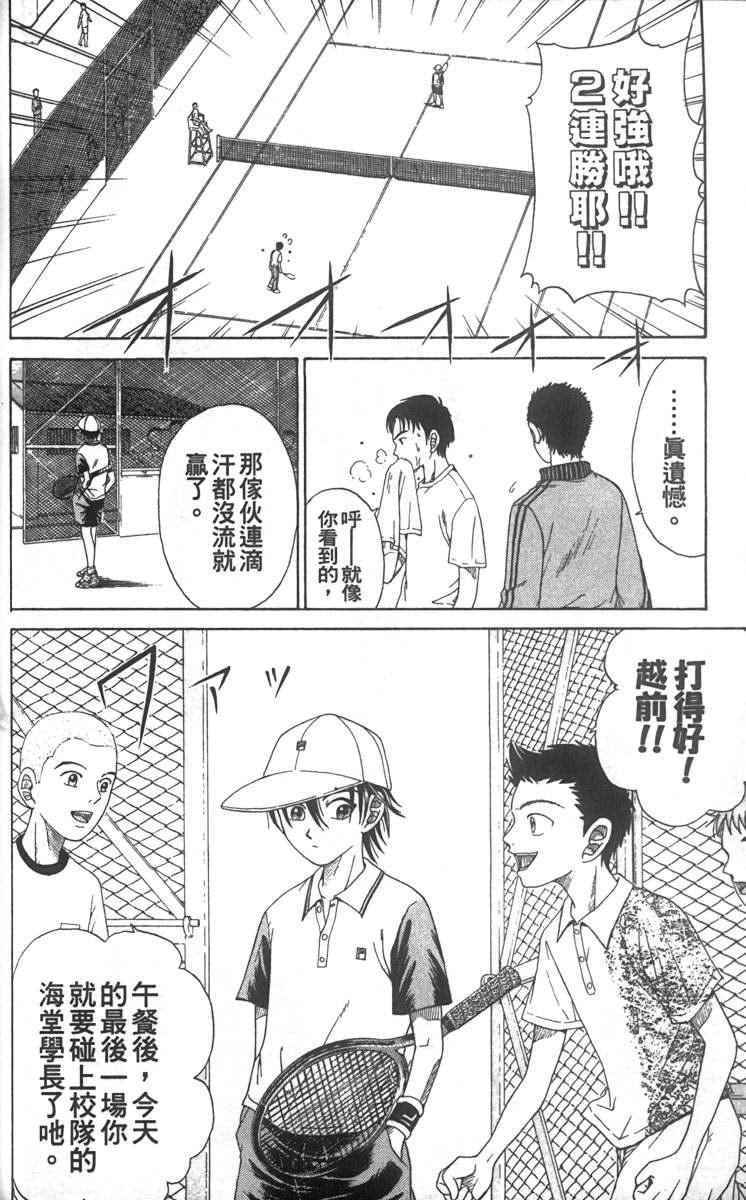 好強哦!!
2連勝耶!!
……真遺憾。
呼——就像
你看到的，
那傢伙連滴
汗都沒流就
贏了。
打得好！
越前!!
ワアッ
午餐後，今天
的最後一場你
就要碰上校隊的
海堂學長了吔。